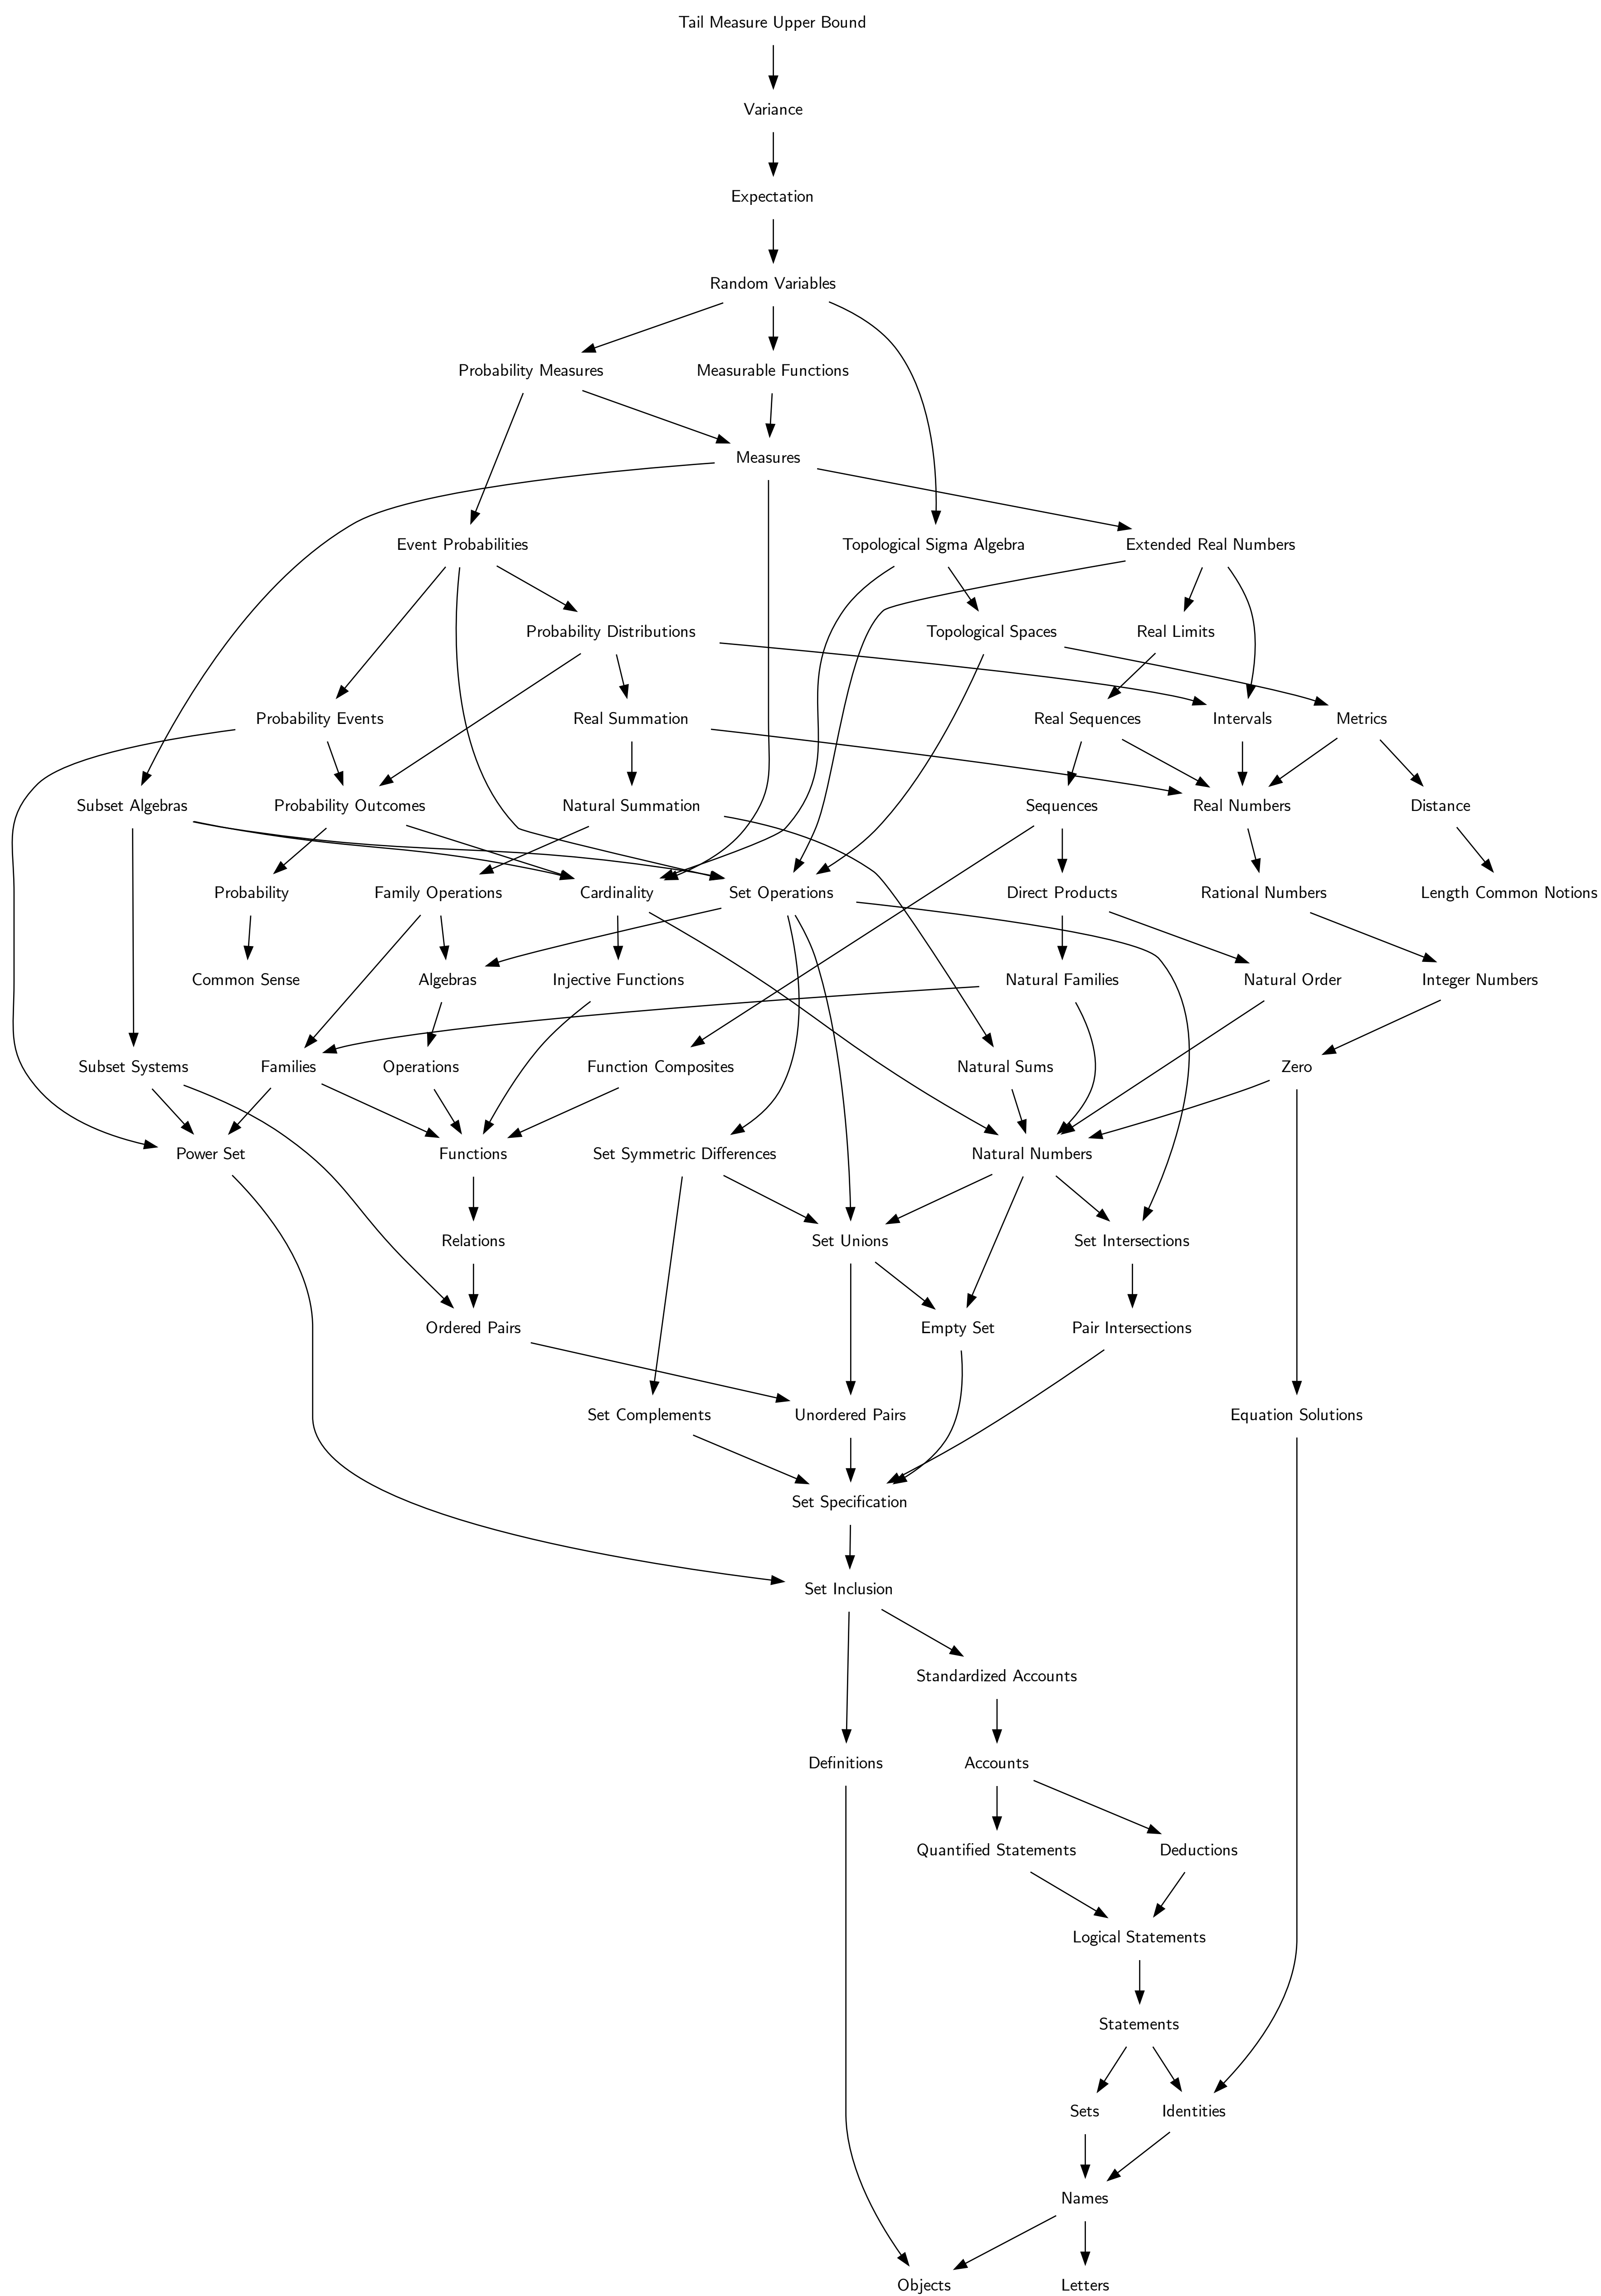 Tail Measure Upper Bound
Variance
Expectation
Random Variables
Probability Measures
Measurable Functions
Measures
Event Probabilities
Topological Sigma Algebra
Extended Real Numbers
Probability Distributions
Topological Spaces
Real Limits
Probability Events
Real Summation
Real Sequences
Intervals
Metrics
Subset Algebras
Probability Outcomes
Natural Summation
Sequences
Real Numbers
Distance
Probability
Family Operations
Cardinality
Set Operations
Direct Products
Rational Numbers
Length Common Notions
Common Sense
Algebras
Injective Functions
Natural Families
Natural Order
Integer Numbers
Subset Systems
Families
Operations
Function Composites
Natural Sums
Zero
Power Set
Functions
Set Symmetric Differences
Natural Numbers
Relations
Set Unions
Set Intersections
Ordered Pairs
Empty Set
Pair Intersections
Set Complements
Unordered Pairs
Equation Solutions
Set Specification
Set Inclusion
Standardized Accounts
Definitions
Accounts
Quantified Statements
Deductions
Logical Statements
Statements
Sets
Identities
Names
Objects
Letters